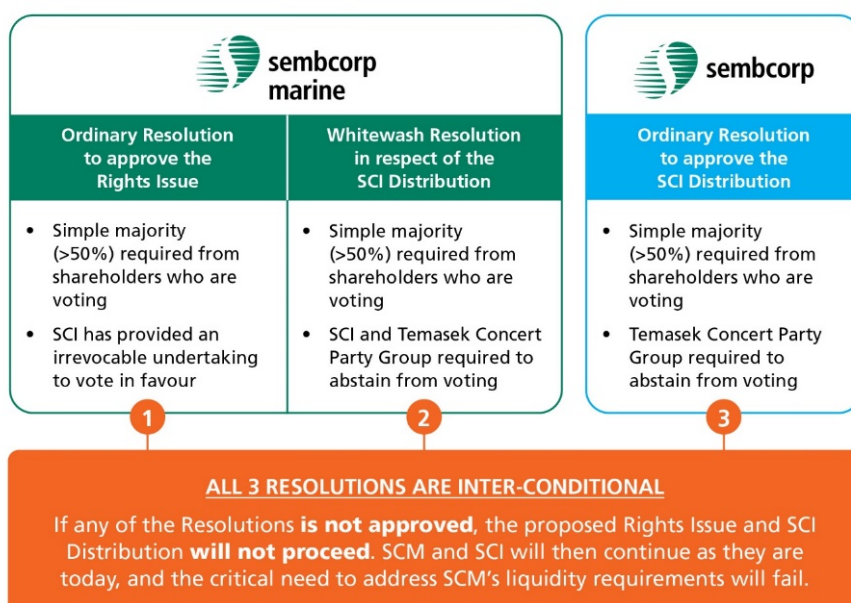 sembcorp
marine
Ordinary Resolution
to approve the
Rights Issue
• Simple majority
(>50%) required from
shareholders who are
voting
• SCI has provided an
irrevocable undertaking
to vote in favour
1
Whitewash Resolution
in respect of the
SCI Distribution
• Simple majority
(>50%) required from
shareholders who are
voting
• SCI and Temasek Concert
Party Group required to
abstain from voting
2
sembcorp
Ordinary Resolution
to approve the
SCI Distribution
• Simple majority
(>50%) required from
shareholders who are
voting
• Temasek Concert Party
Group required to
abstain from voting
3
ALL 3 RESOLUTIONS ARE INTER-CONDITIONAL
If any of the Resolutions is not approved, the proposed Rights Issue and SCI
Distribution will not proceed. SCM and SCI will then continue as they are
today, and the critical need to address SCM's liquidity requirements will fail.